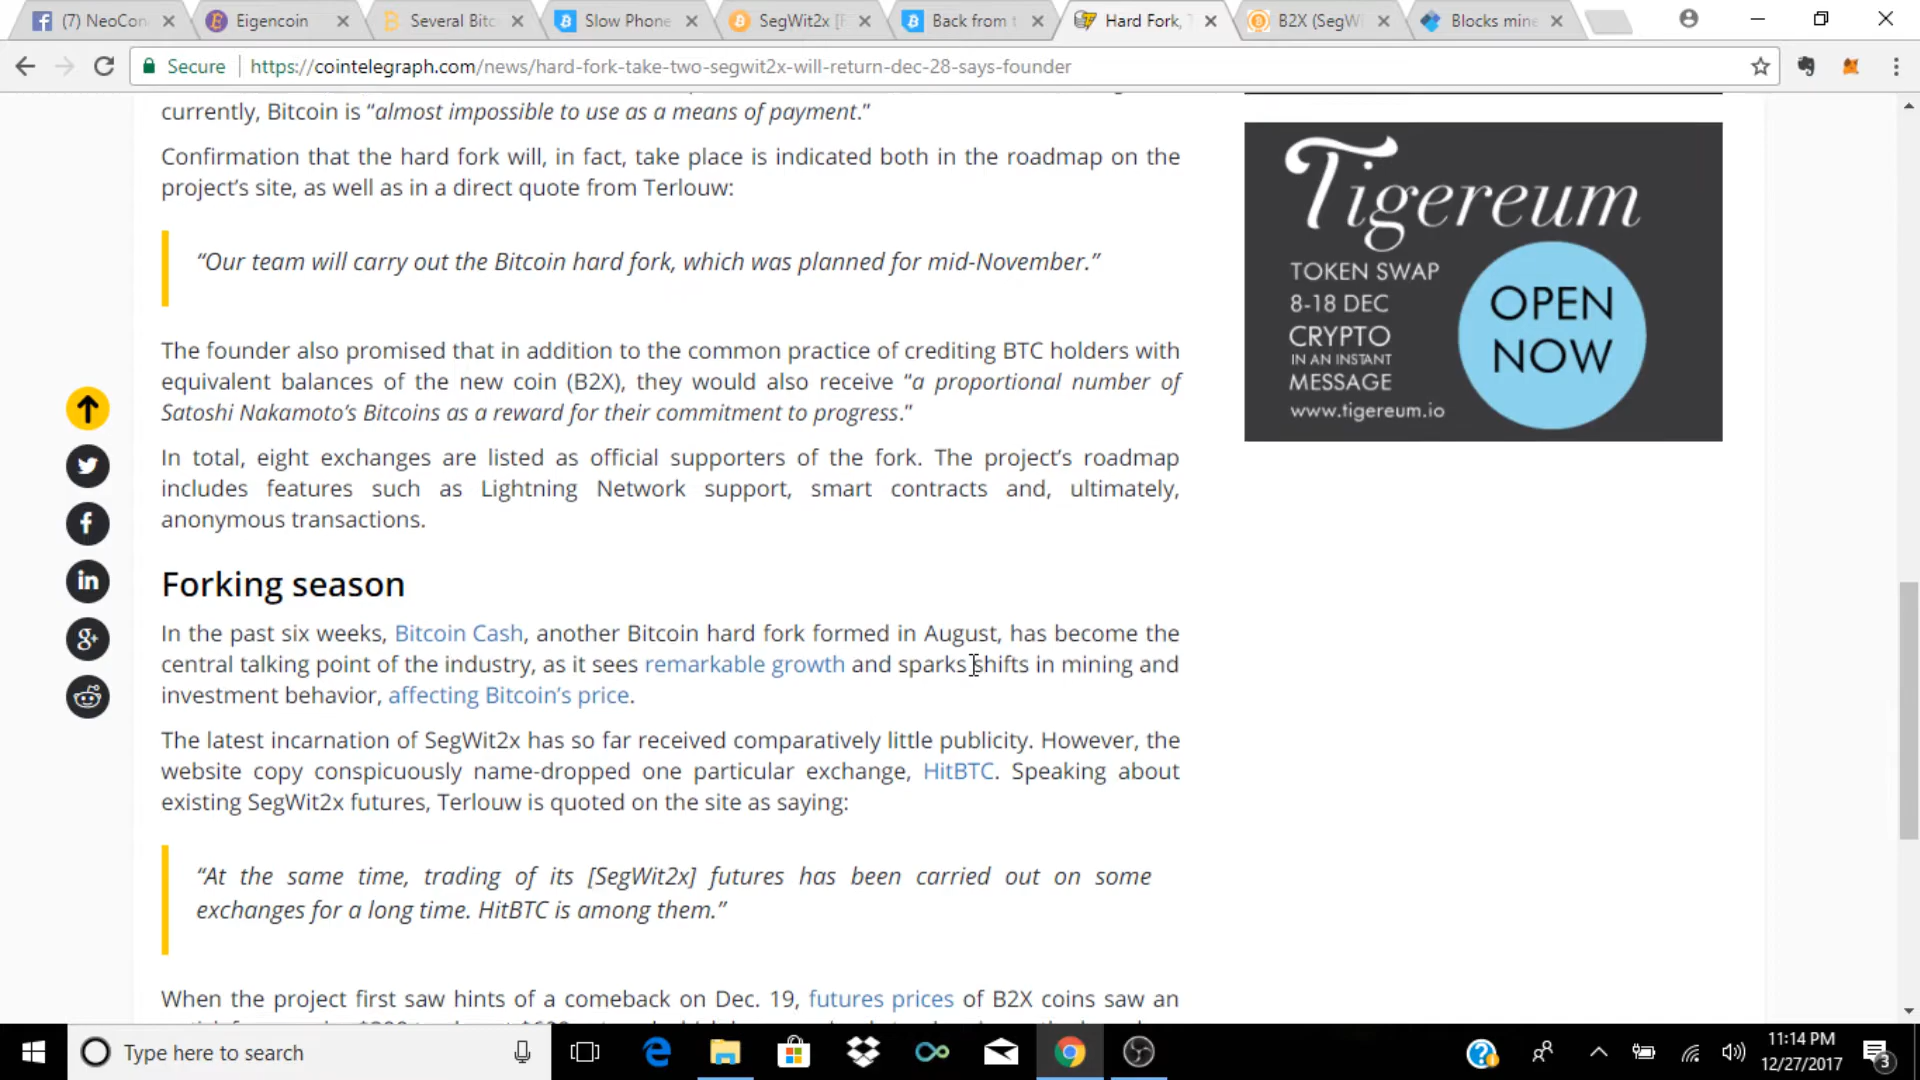 (7) NeoCon
Eigencoin
Several Bitc
Slow Phone
SegWit2x [F
Back from t
Hard Fork, T
B2X (SegWi
Blocks mine
Secure
https://cointelegraph.com/news/hard-fork-take-two-segwit2x-will-return-dec-28-says-founder
currently, Bitcoin is “almost impossible to use as a means of payment.”
Confirmation that the hard fork will, in fact, take place is indicated both in the roadmap on the
project’s site, as well as in a direct quote from Terlouw:
“Our team will carry out the Bitcoin hard fork, which was planned for mid-November.”
The founder also promised that in addition to the common practice of crediting BTC holders with
equivalent balances of the new coin (B2X), they would also receive “a proportional number of
Satoshi Nakamoto’s Bitcoins as a reward for their commitment to progress.”
In total, eight exchanges are listed as official supporters of the fork. The project’s roadmap
includes features such as Lightning Network support, smart contracts and, ultimately,
anonymous transactions.
Forking season
In the past six weeks, Bitcoin Cash, another Bitcoin hard fork formed in August, has become the
central talking point of the industry, as it sees remarkable growth and sparks shifts in mining and
investment behavior, affecting Bitcoin’s price.
The latest incarnation of SegWit2x has so far received comparatively little publicity. However, the
website copy conspicuously name-dropped one particular exchange, HitBTC. Speaking about
existing SegWit2x futures, Terlouw is quoted on the site as saying:
“At the same time, trading of its [SegWit2x] futures has been carried out on some
exchanges for a long time. HitBTC is among them.”
When the project first saw hints of a comeback on Dec. 19, futures prices of B2X coins saw an
Tigereum
TOKEN SWAP
8-18 DEC
CRYPTO
IN AN INSTANT
MESSAGE
www.tigereum.io
OPEN
NOW
Type here to search
11:14 PM
12/27/2017
3